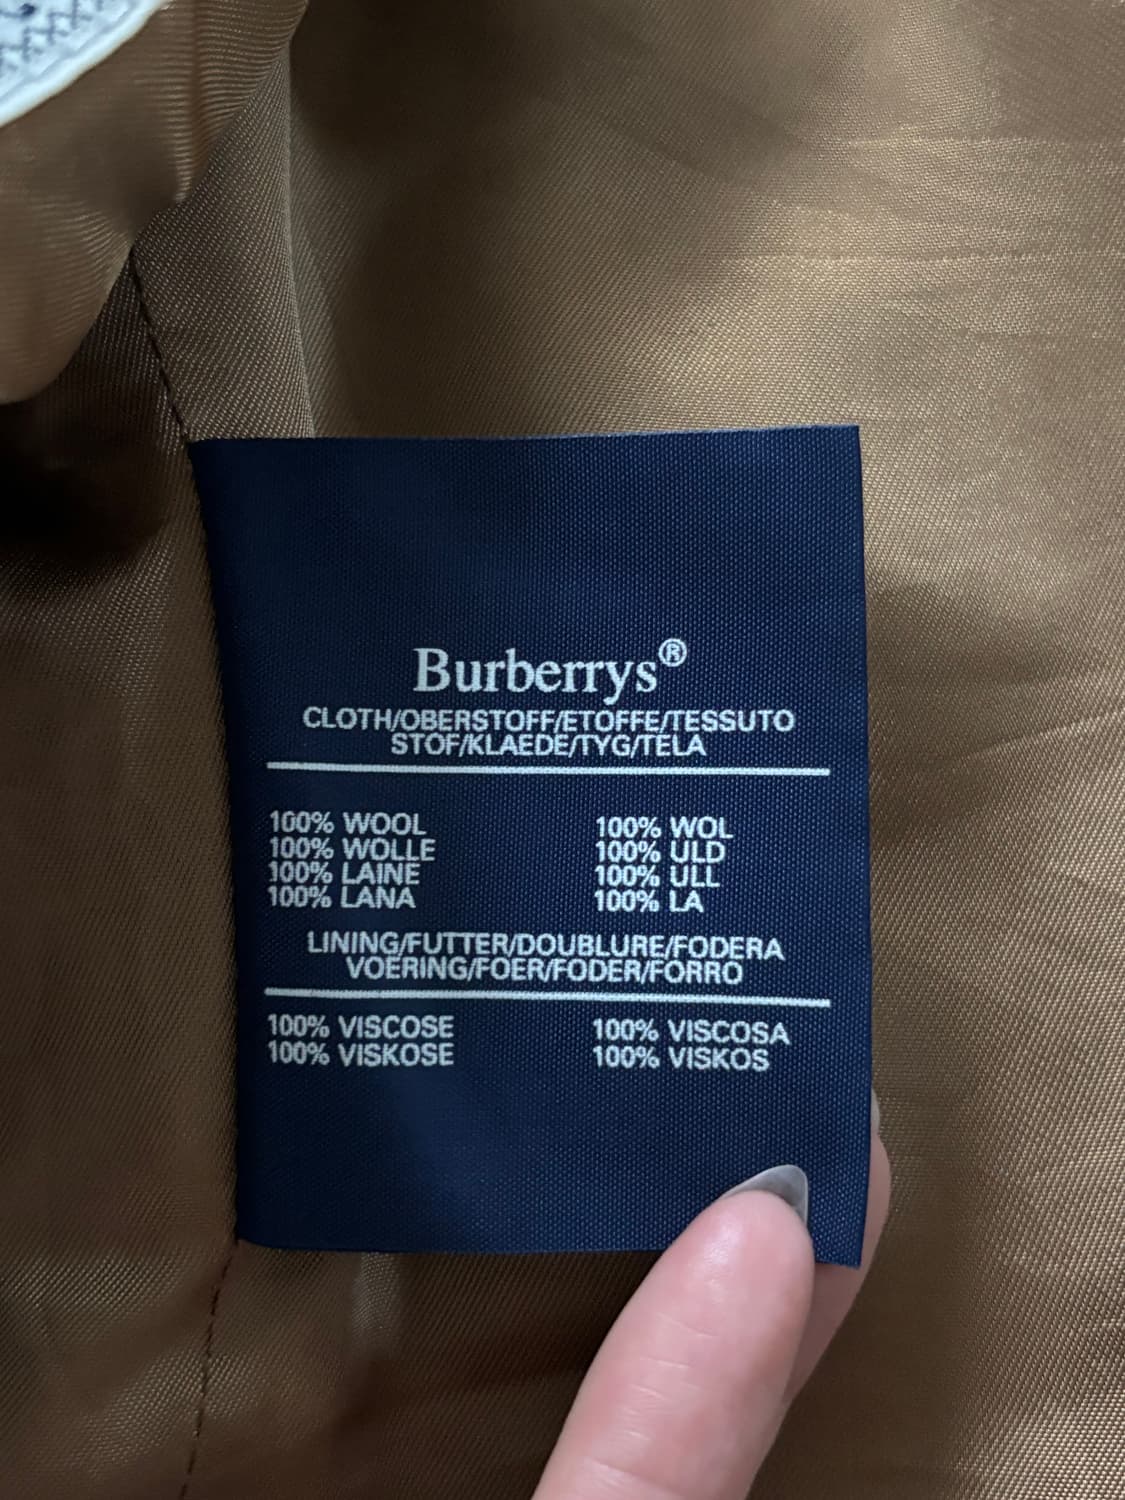 Burberrys®
CLOTH/OBERSTOFF/ETOFFE/TESSUTO
STOF/KLAEDE/TYG/TELA
100% WOOL
100% WOLLE
100% LAINE
100% LANA
100% WOL
100% ULD
100% ULL
100% LA
LINING/FUTTER/DOUBLURE/FODERA
VOERING/FOER/FODER/FORRO
100% VISCOSE
100% VISKOSE
100% VISCOSA
100% VISKOS